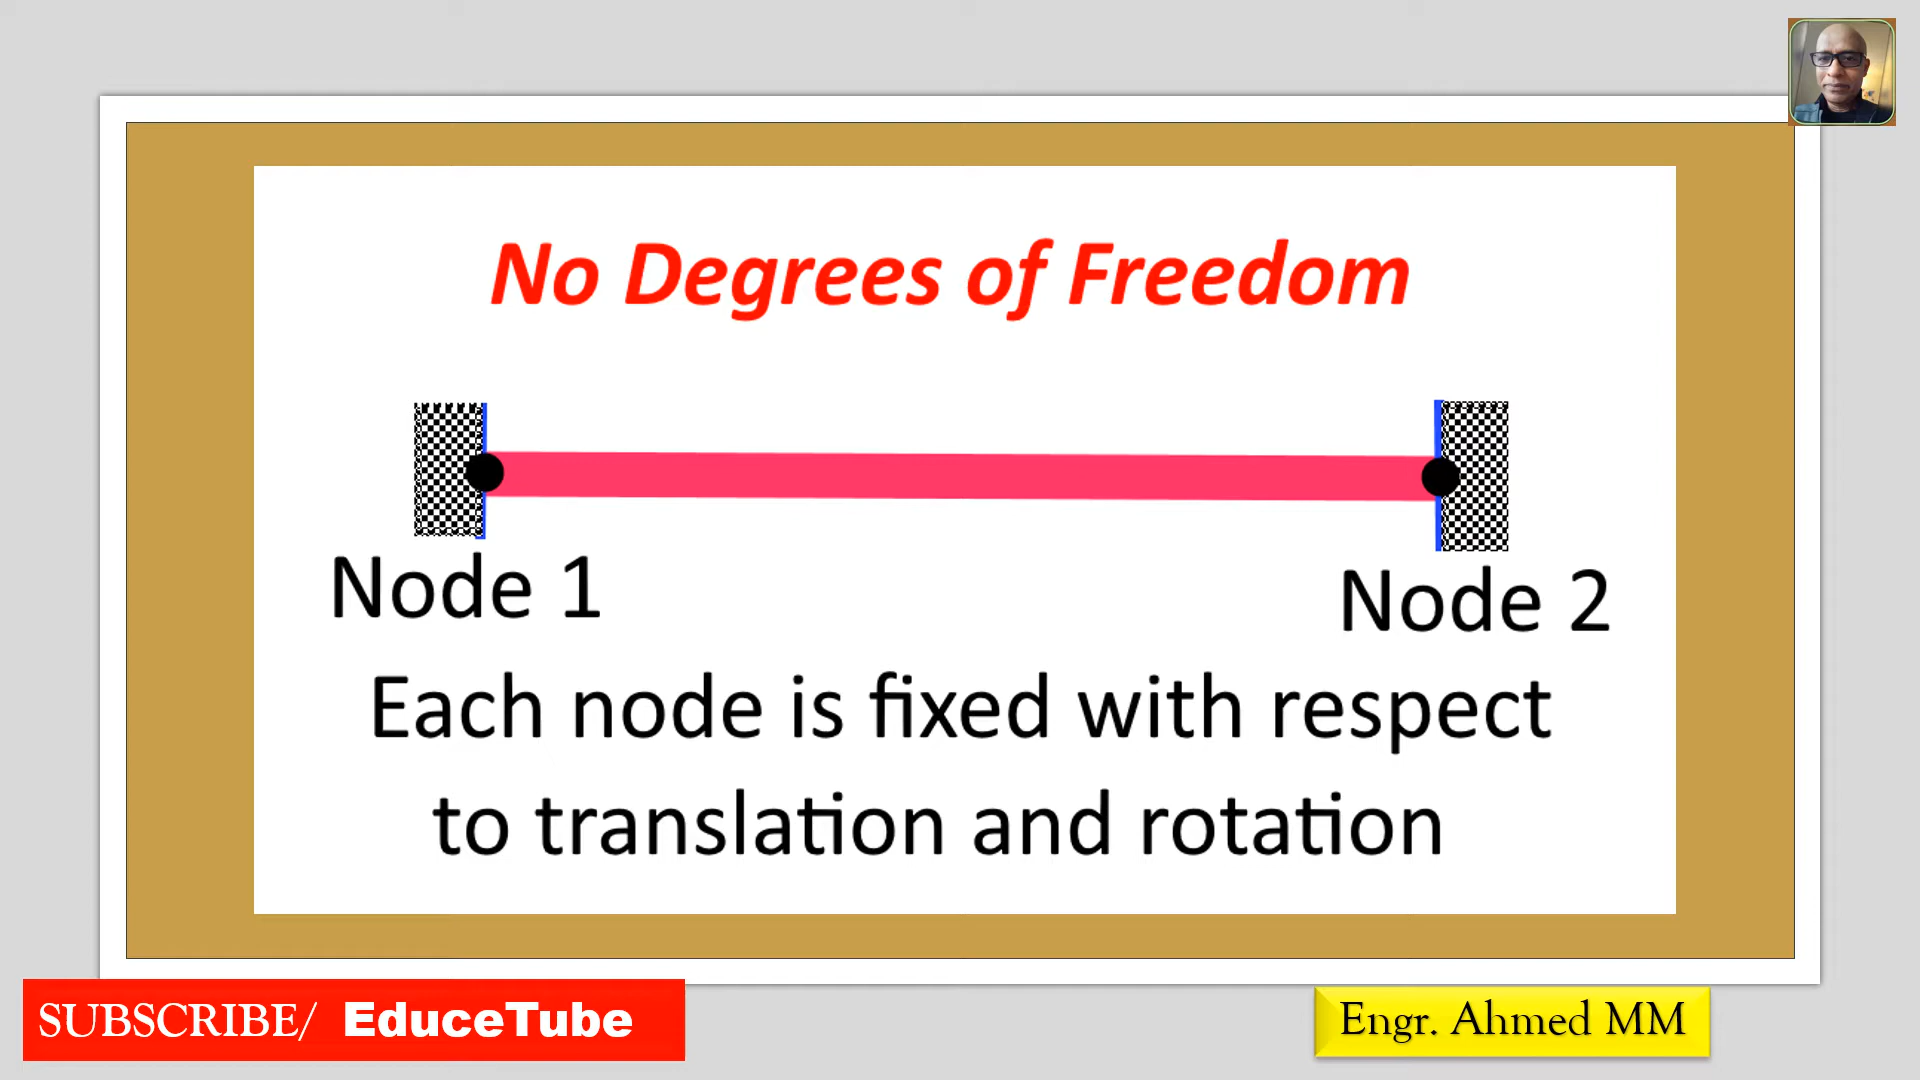 No Degrees of Freedom
Node 1
Node 2
Each node is fixed with respect
to translation and rotation
SUBSCRIBE/ EduceTube
Engr. Ahmed MM